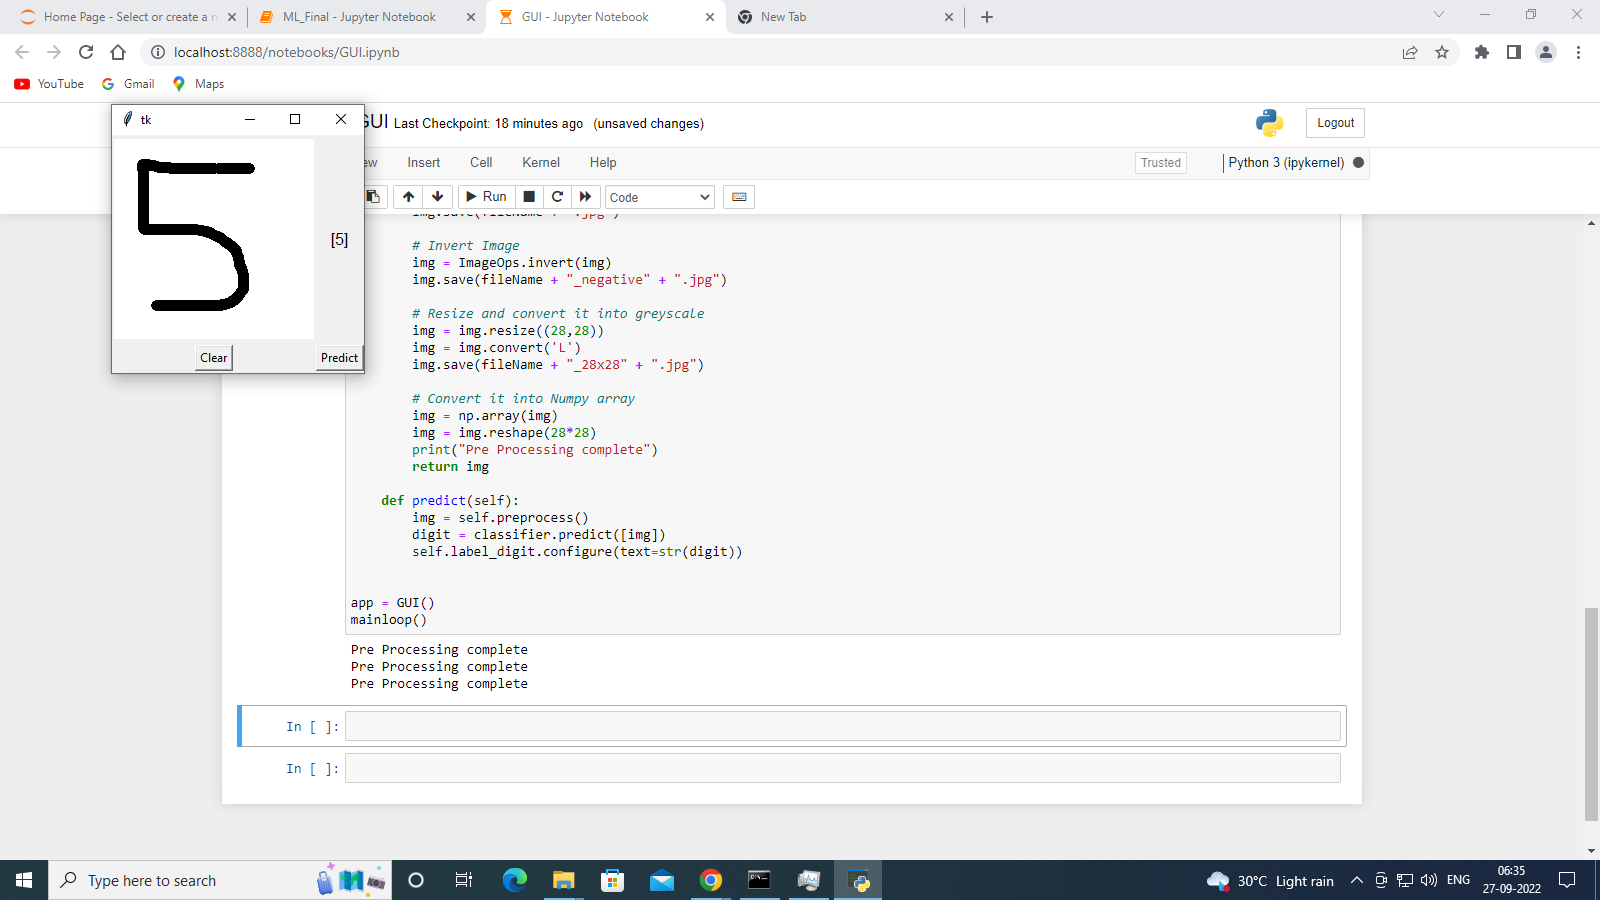 Home Page - Select or create a n
ML_Final - Jupyter Notebook
GUI - Jupyter Notebook
New Tab
localhost:8888/notebooks/GUI.ipynb
YouTube
Gmail
Maps
tk
5
[5]
Clear
Predict
GUI Last Checkpoint: 18 minutes ago (unsaved changes)
Logout
ew
Insert
Cell
Kernel
Help
Trusted
Python 3 (ipykernel)
Run
Code
img.save(fileName + ".jpg")
# Invert Image
img = ImageOps.invert(img)
img.save(fileName + "_negative" + ".jpg")
# Resize and convert it into greyscale
img = img.resize((28,28))
img = img.convert('L')
img.save(fileName + "_28x28" + ".jpg")
# Convert it into Numpy array
img = np.array(img)
img = img.reshape(28*28)
print("Pre Processing complete")
return img
def predict(self):
img = self.preprocess()
digit = classifier.predict([img])
self.label_digit.configure(text=str(digit))
app = GUI()
mainloop()
Pre Processing complete
Pre Processing complete
Pre Processing complete
In [ ]:
In [ ]:
Type here to search
30°C Light rain
ENG
06:35
27-09-2022